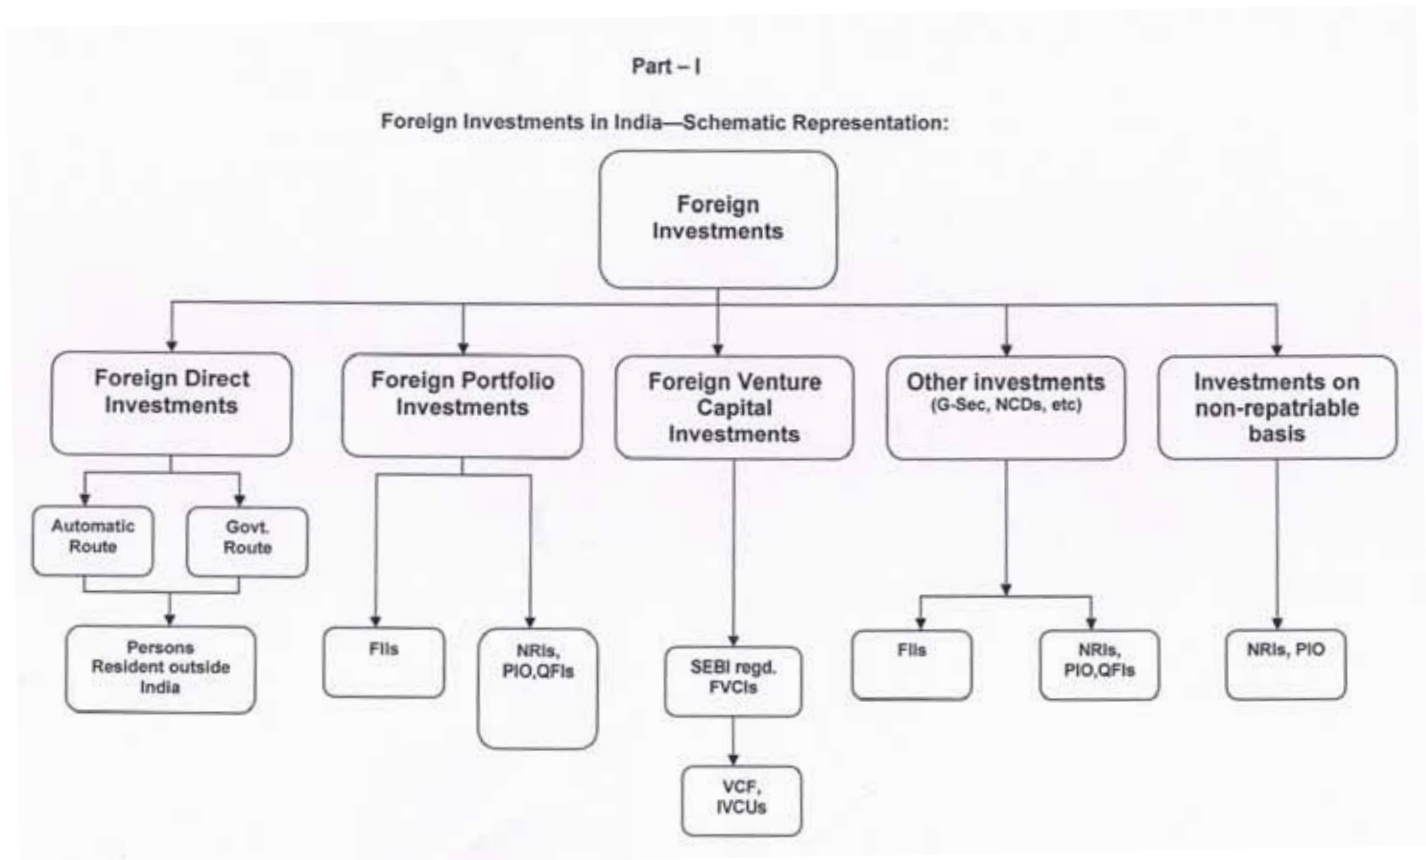 Part – I
Foreign Investments in India—Schematic Representation:
Foreign
Investments
Foreign Direct
Investments
Foreign Portfolio
Investments
Foreign Venture
Capital
Investments
Other investments
(G-Sec, NCDs, etc)
Investments on
non-repatriable
basis
Automatic
Route
Govt.
Route
Persons
Resident outside
India
FIIs
NRIs,
PIO,QFIs
SEBI regd.
FVCIs
VCF,
IVCUs
FIIs
NRIs,
PIO,QFIs
NRIs, PIO